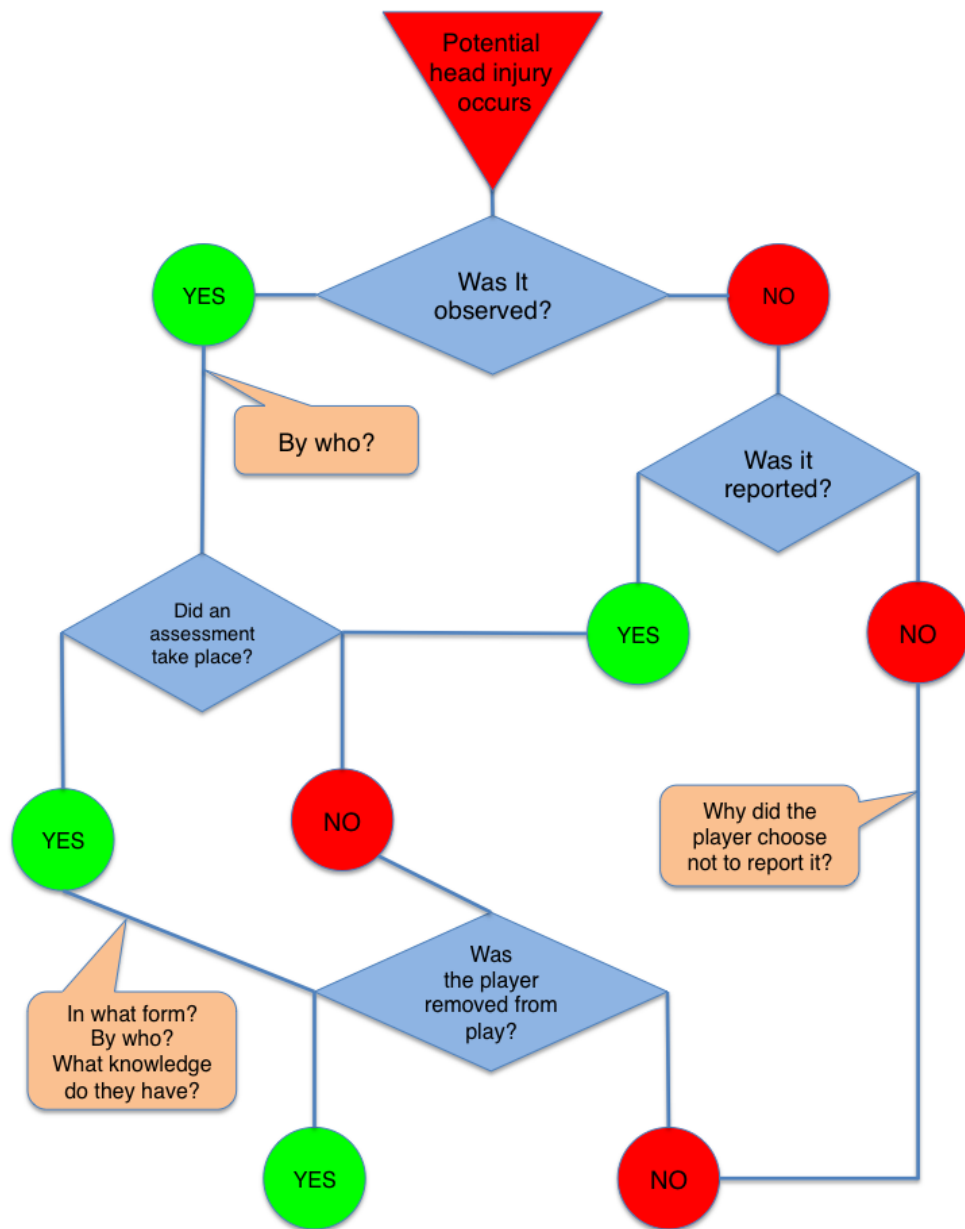 Potential
head injury
occurs
Was It
observed?
YES
NO
By who?
Was it
reported?
Did an
assessment
take place?
YES
NO
YES
NO
Why did the
player choose
not to report it?
Was
the player
removed from
play?
In what form?
By who?
What knowledge
do they have?
YES
NO